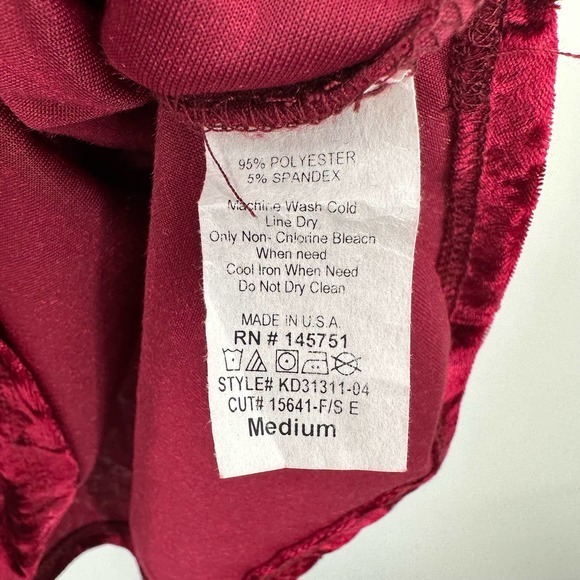 95% POLYESTER
5% SPANDEX
Machine Wash Cold
Line Dry
Only Non- Chlorine Bleach
When need
Cool Iron When Need
Do Not Dry Clean
MADE IN U.S.A.
RN # 145751
STYLE# KD31311-04
CUT# 15641-F/S E
Medium